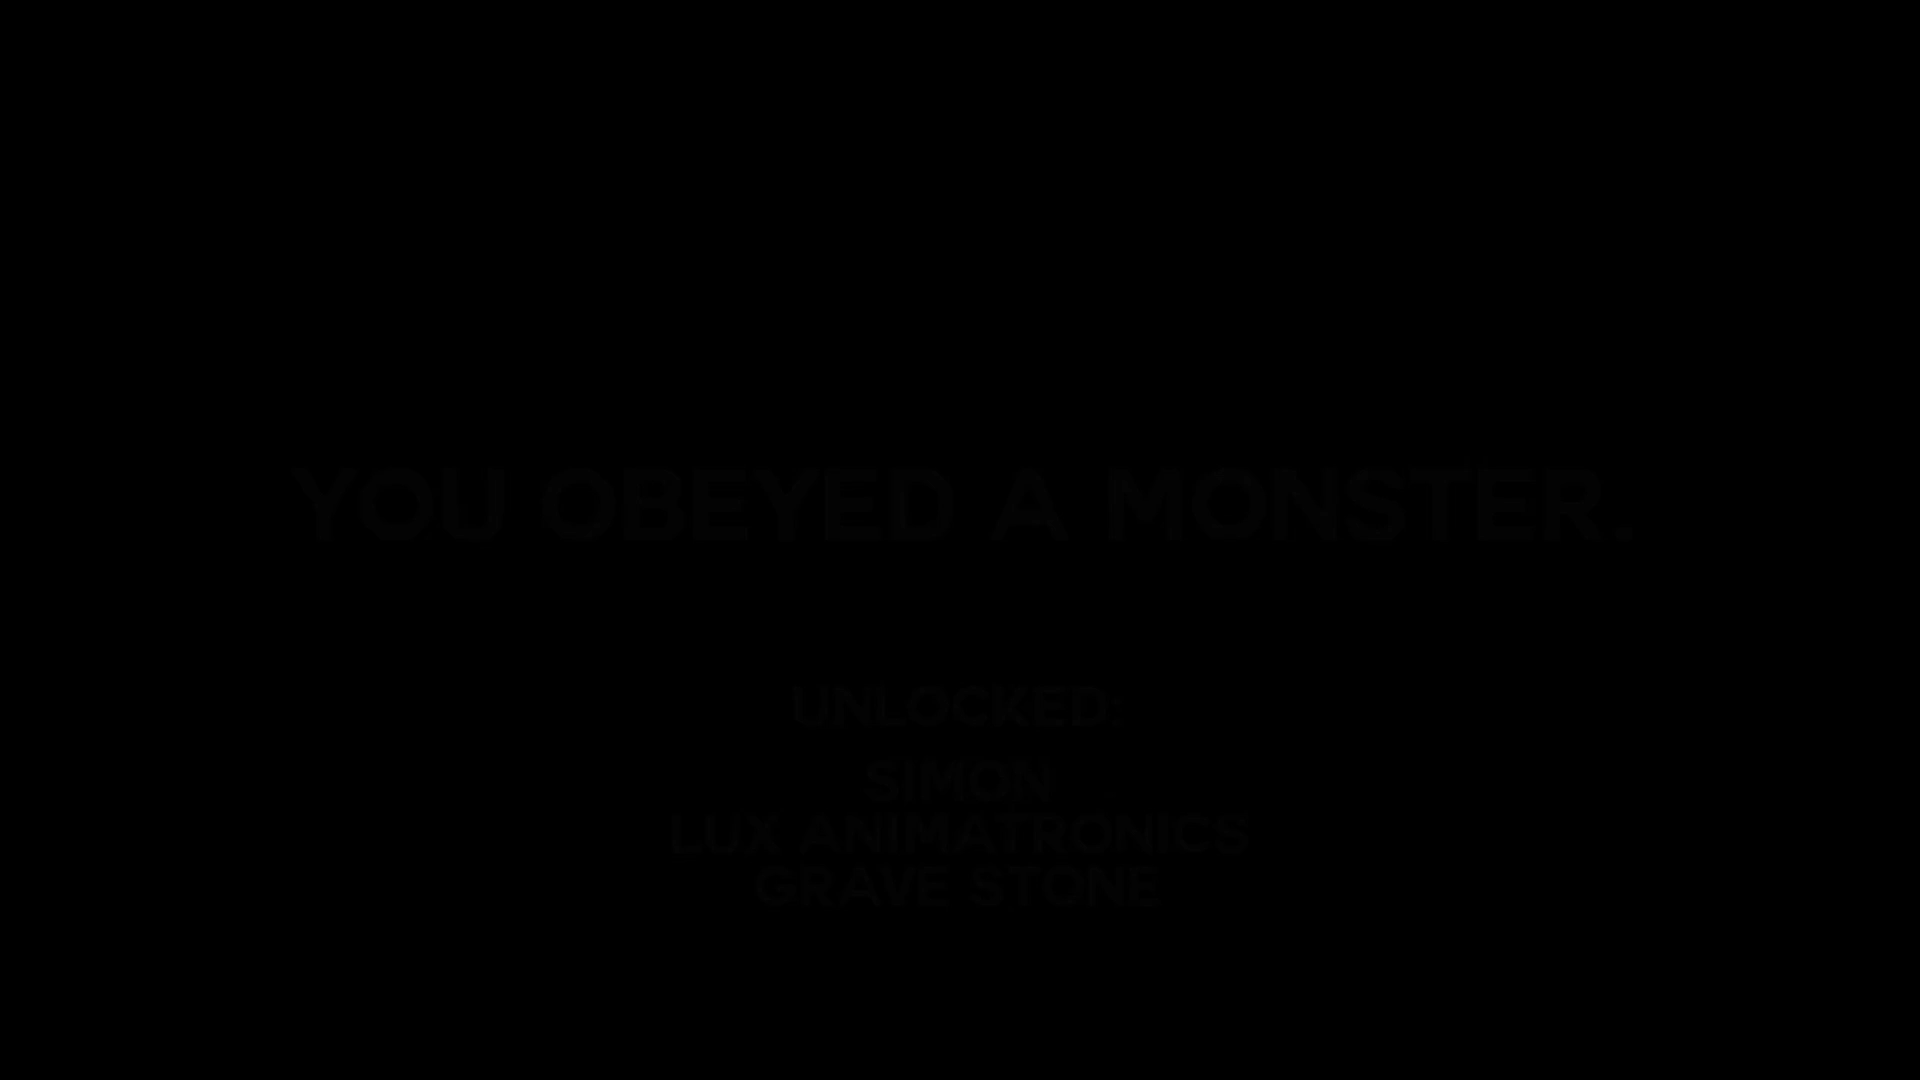 YOU OBEYED A MONSTER.
UNLOCKED:
SIMON
LUX ANIMATRONICS
GRAVE STONE